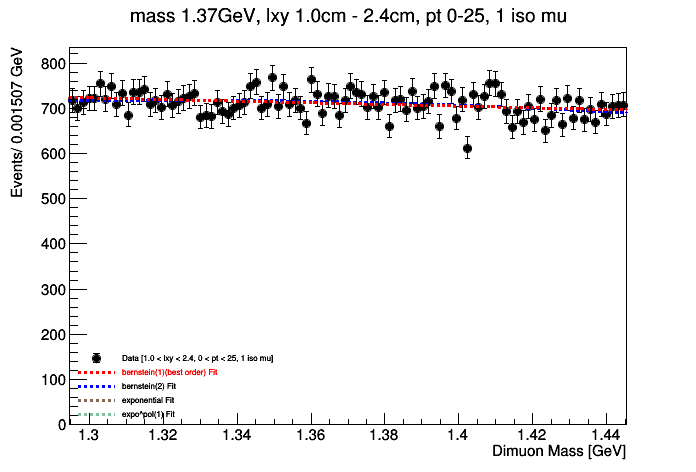 mass 1.37GeV, lxy 1.0cm - 2.4cm, pt 0-25, 1 iso mu
Events/ 0.001507 GeV
800
700
600
500
400
300
200
100
0
Data [1.0 < lxy < 2.4, 0 < pt < 25, 1 iso mu]
bernstein(1)(best order) Fit
bernstein(2) Fit
exponential Fit
expo*pol(1) Fit
1.3 1.32 1.34 1.36 1.38 1.4 1.42 1.44
Dimuon Mass [GeV]